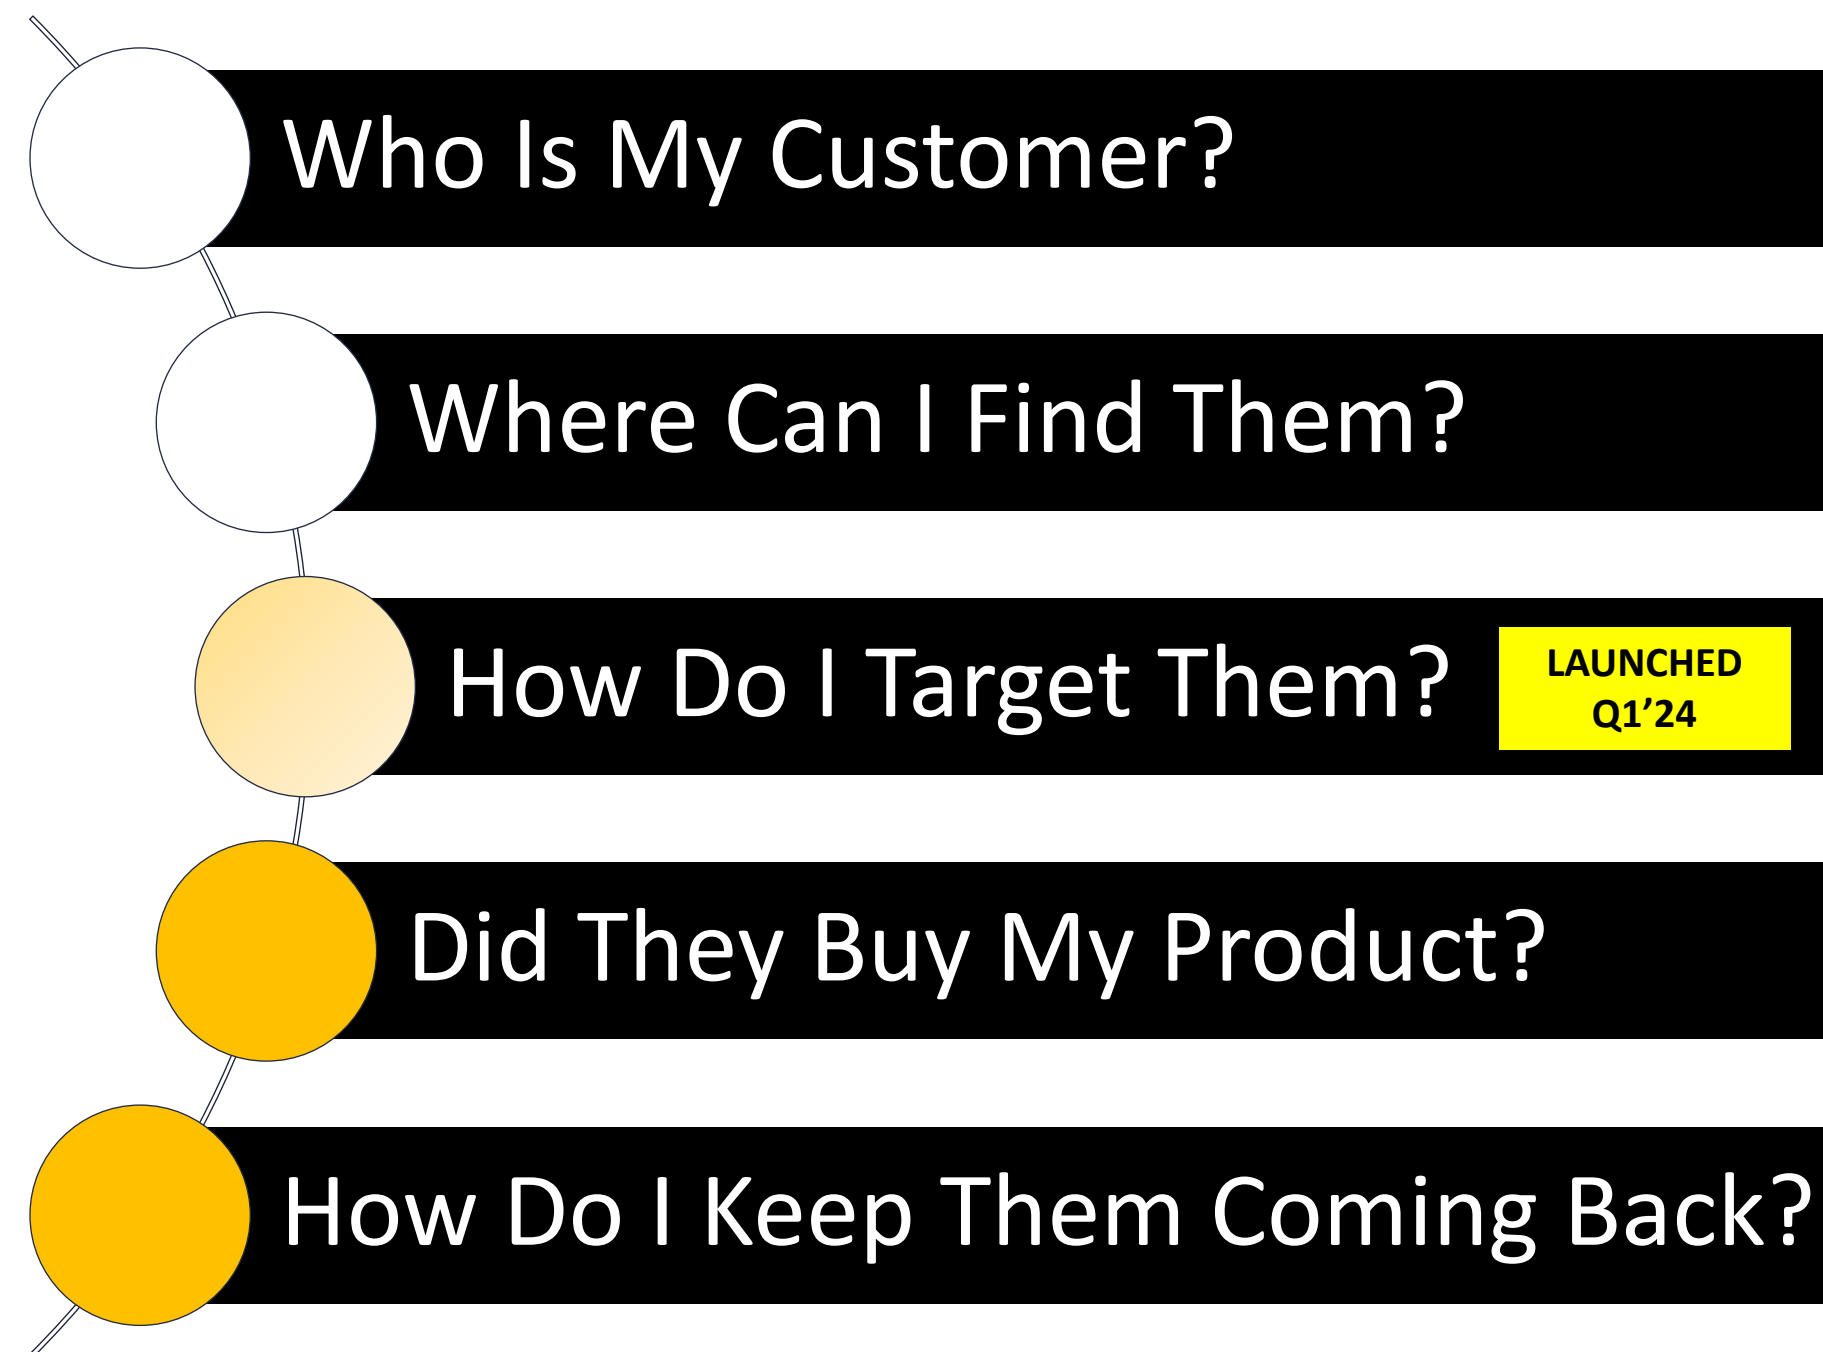 Who Is My Customer?
Where Can I Find Them?
How Do I Target Them?
LAUNCHED
Q1’24
Did They Buy My Product?
How Do I Keep Them Coming Back?